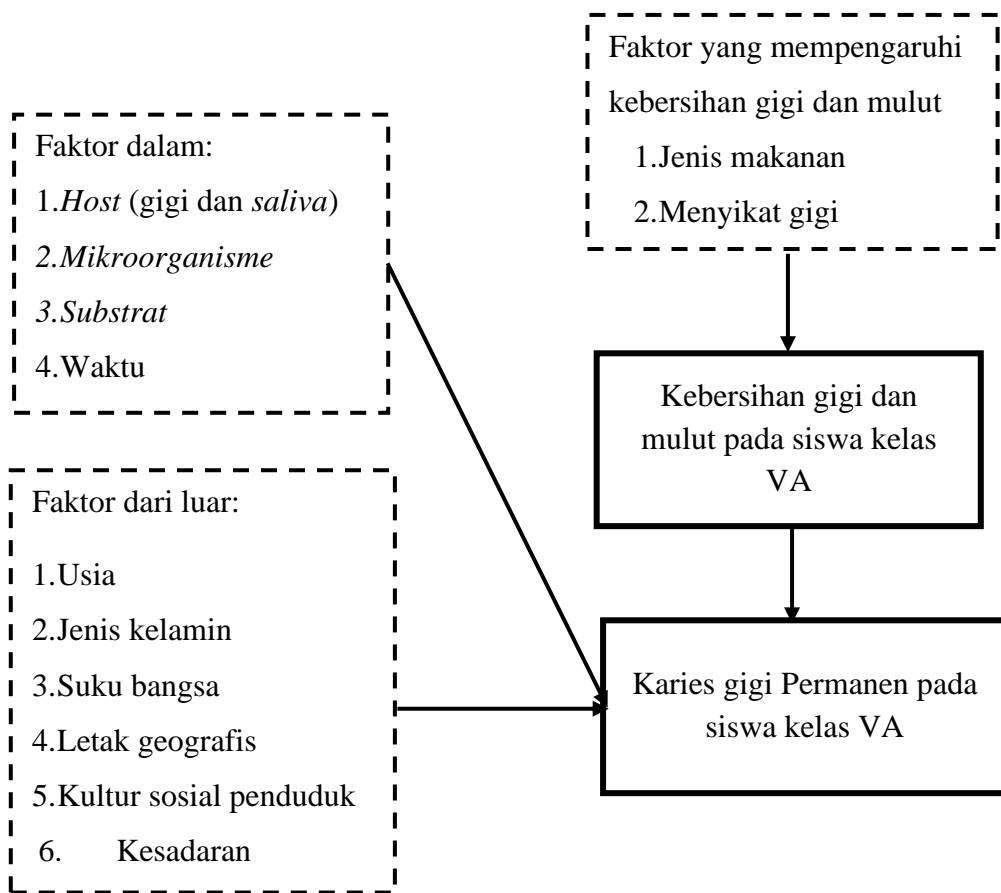 Faktor yang mempengaruhi
kebersihan gigi dan mulut
1.Jenis makanan
2.Menyikat gigi
Faktor dalam:
1.Host (gigi dan saliva)
2.Mikroorganisme
3.Substrat
4.Waktu
Kebersihan gigi dan
mulut pada siswa kelas
VA
Faktor dari luar:
1.Usia
2.Jenis kelamin
3.Suku bangsa
4.Letak geografis
5.Kultur sosial penduduk
6. Kesadaran
Karies gigi Permanen pada
siswa kelas VA